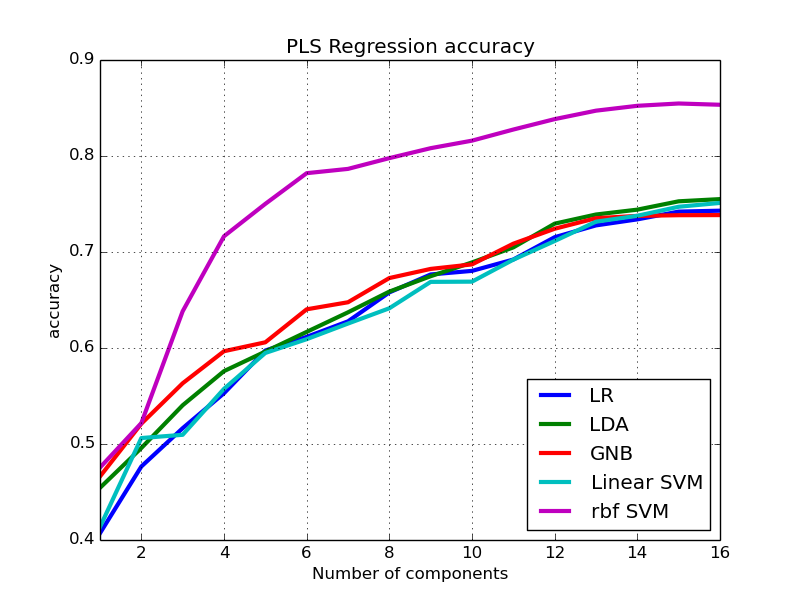 PLS Regression accuracy
0.9
0.8
0.7
0.6
0.5
0.4
accuracy
LR
LDA
GNB
Linear SVM
rbf SVM
2 4 6 8 10 12 14 16
Number of components